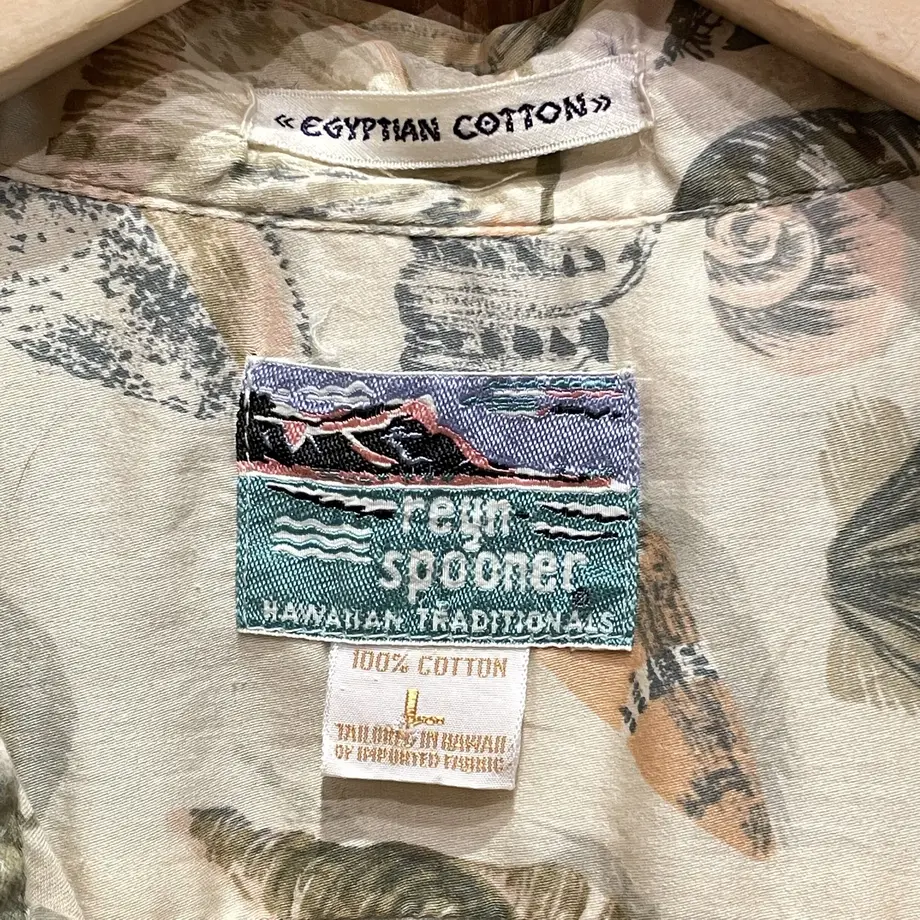 «EGYPTIAN COTTON»
reyn
spooner
HAWAIIAN TRADITIONALS
100% COTTON
L
TAILORED IN HAWAII
OF IMPORTED FABRIC